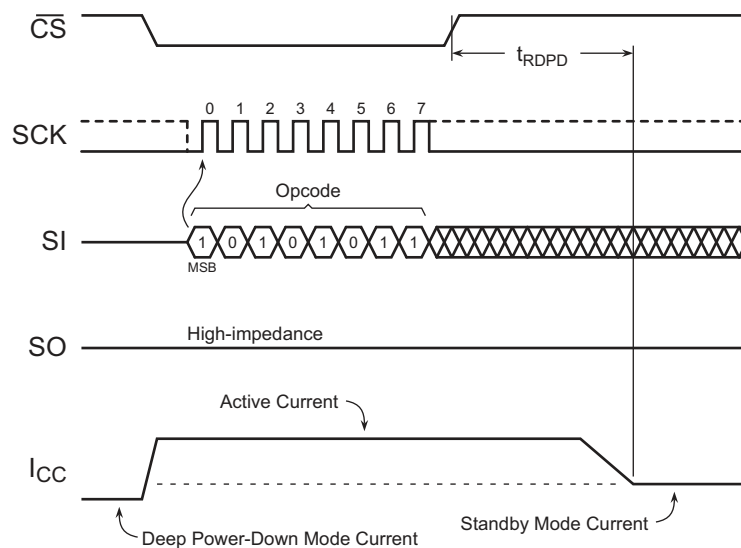 CS
tRDPD
0 1 2 3 4 5 6 7
SCK
Opcode
SI
1 0 1 0 1 0 1 1
MSB
High-impedance
SO
Active Current
ICC
Standby Mode Current
Deep Power-Down Mode Current